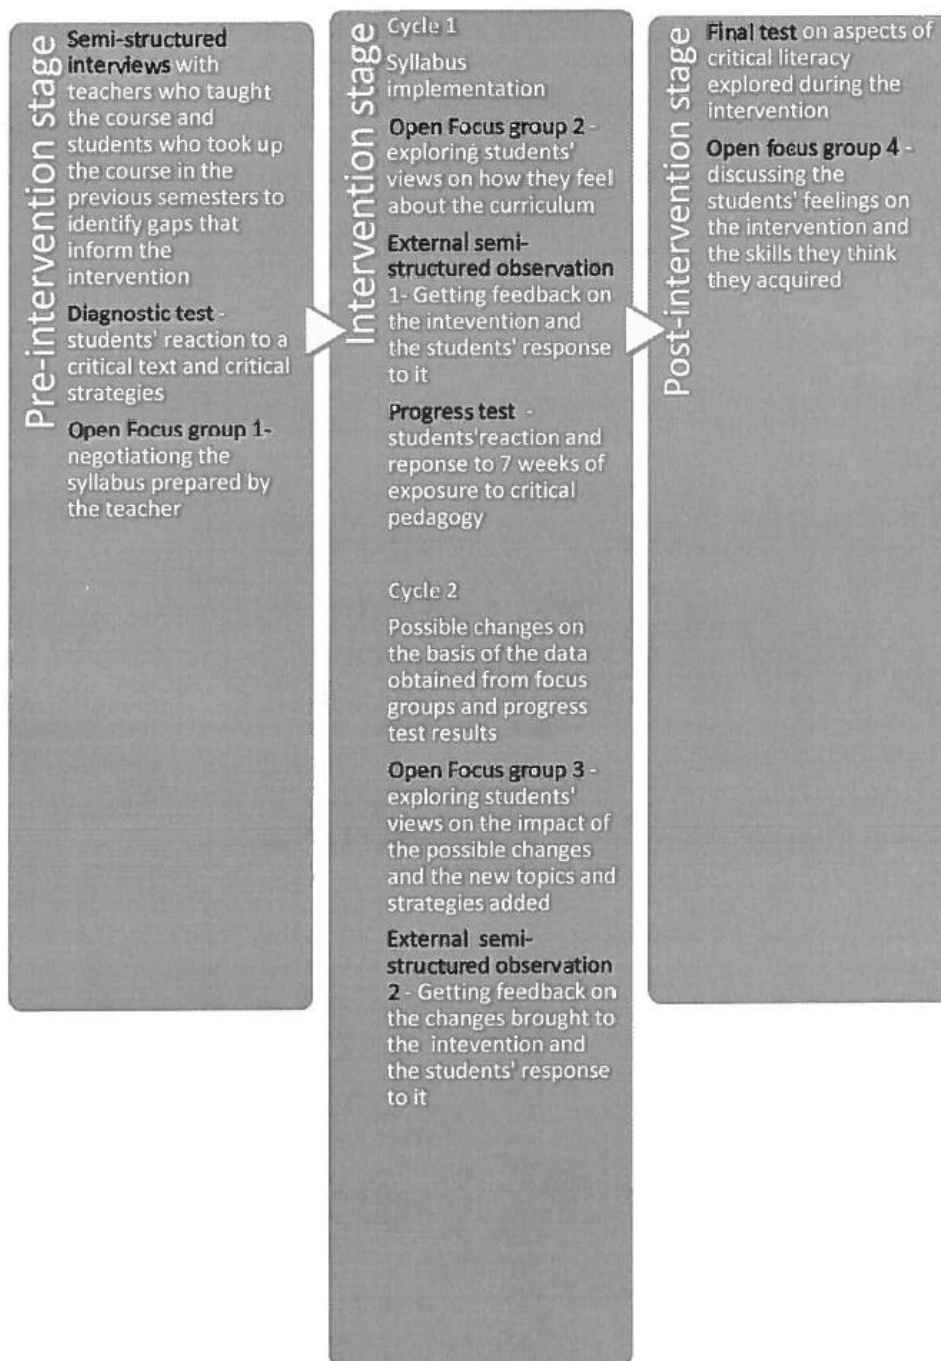 Pre-intervention stage
Semi-structured
interviews with
teachers who taught
the course and
students who took up
the course in the
previous semesters to
identify gaps that
inform the
intervention
Diagnostic test -
students' reaction to a
critical text and critical
strategies
Open Focus group 1-
negotiationg the
syllabus prepared by
the teacher
Intervention stage
Cycle 1
Syllabus
implementation
Open Focus group 2 -
exploring students'
views on how they feel
about the curriculum
External semi-
structured observation
1- Getting feedback on
the intevention and
the students' response
to it
Progress test -
students'reaction and
reponse to 7 weeks of
exposure to critical
pedagogy
Cycle 2
Possible changes on
the basis of the data
obtained from focus
groups and progress
test results
Open Focus group 3 -
exploring students'
views on the impact of
the possible changes
and the new topics and
strategies added
External semi-
structured observation
2 - Getting feedback on
the changes brought to
the intevention and
the students' response
to it
Post-intervention stage
Final test on aspects of
critical literacy
explored during the
intervention
Open focus group 4 -
discussing the
students' feelings on
the intervention and
the skills they think
they acquired